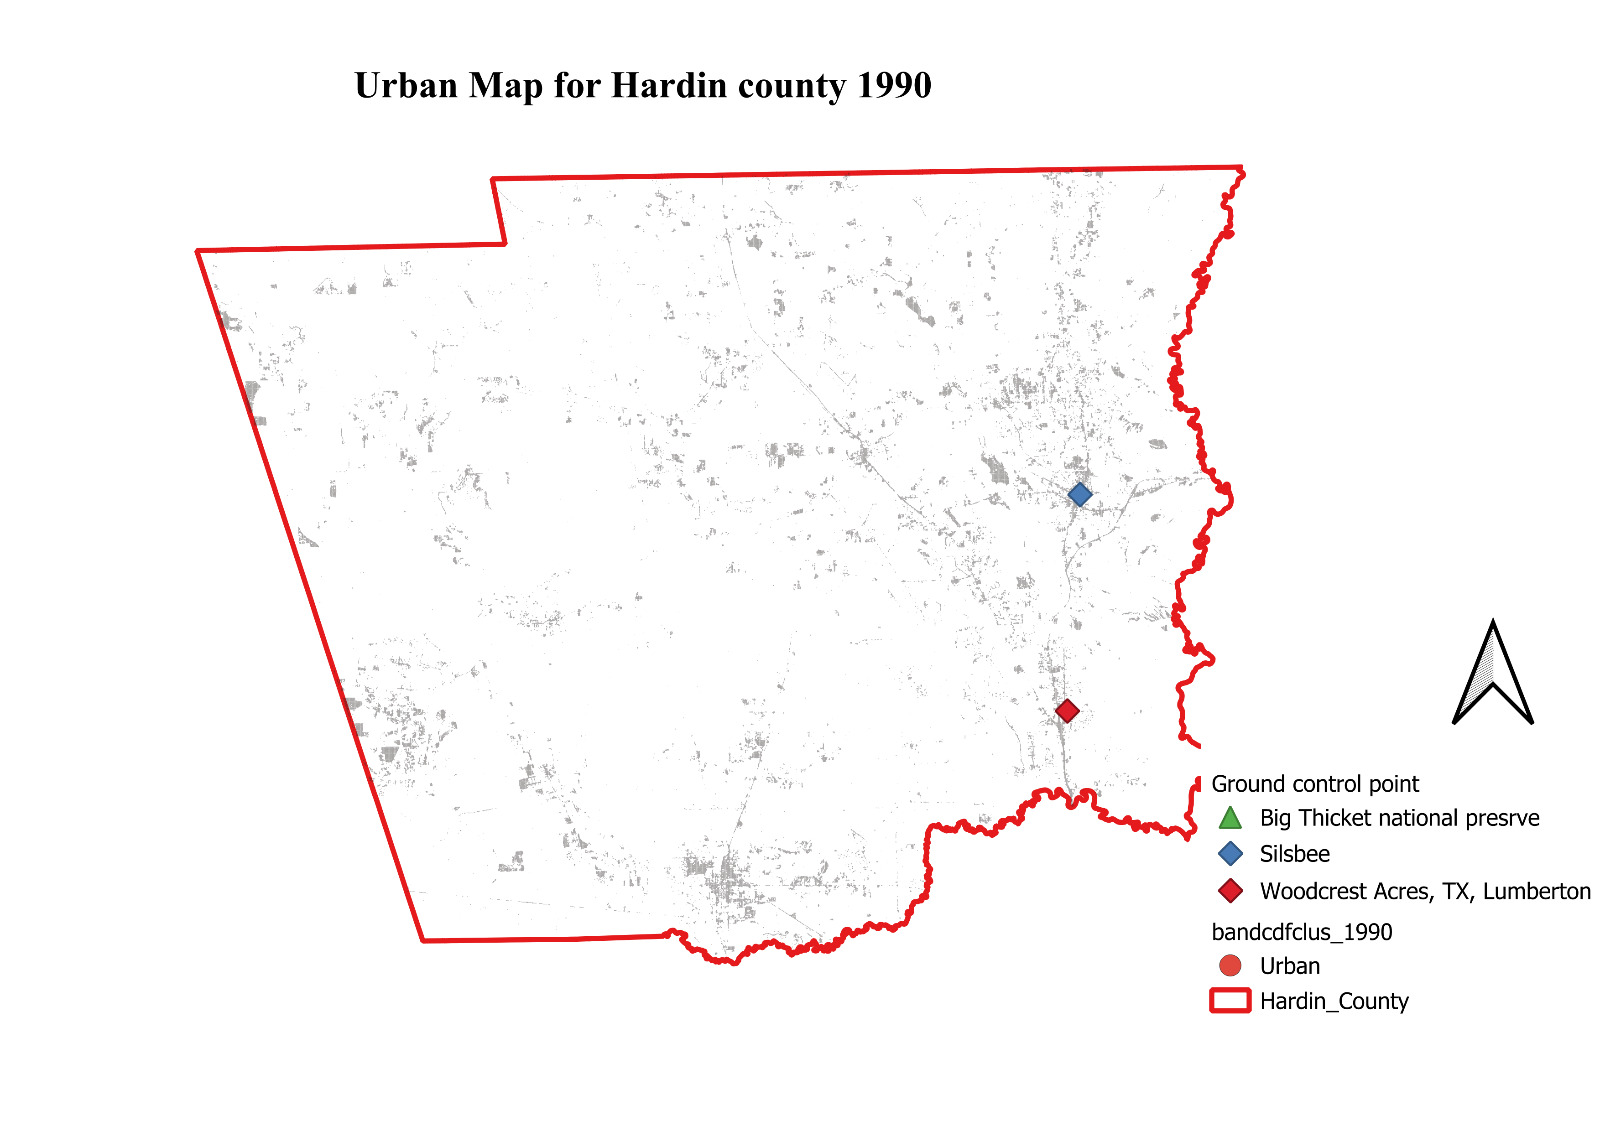 Urban Map for Hardin county 1990
Ground control point
Big Thicket national presrve
Silsbee
Woodcrest Acres, TX, Lumberton
bandcdfclus_1990
Urban
Hardin_County